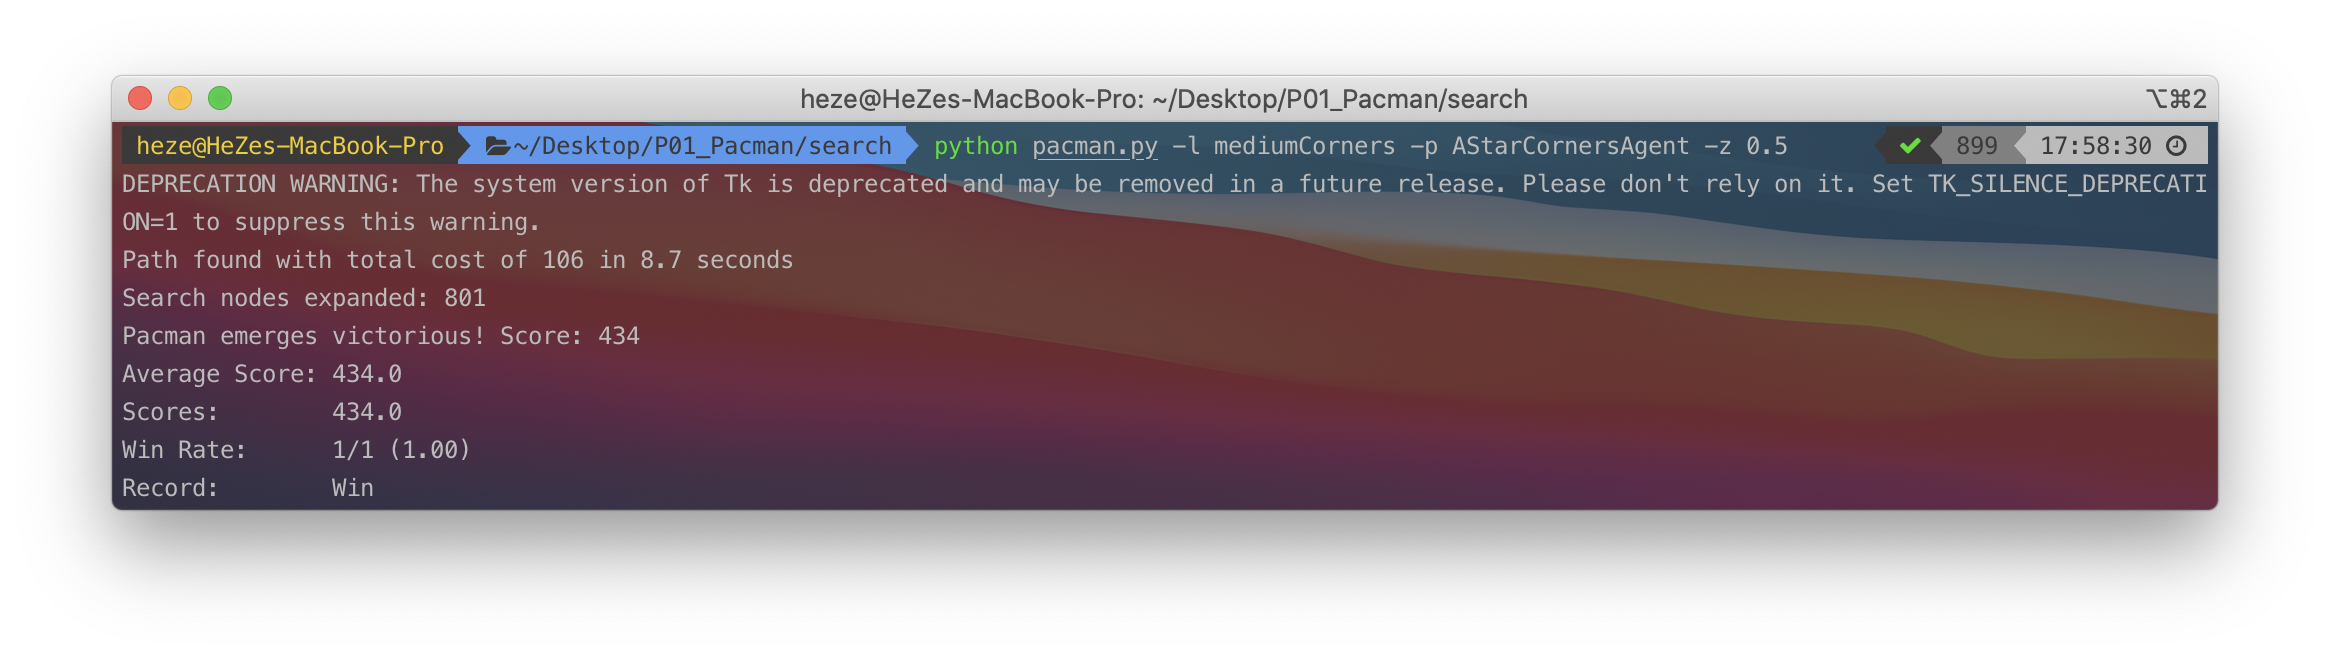 heze@HeZes-MacBook-Pro: ~/Desktop/P01_Pacman/search ⌥⌘2
heze@HeZes-MacBook-Pro ~/Desktop/P01_Pacman/search python pacman.py -l mediumCorners -p AStarCornersAgent -z 0.5 ✔ 899 17:58:30
DEPRECATION WARNING: The system version of Tk is deprecated and may be removed in a future release. Please don't rely on it. Set TK_SILENCE_DEPRECATI
ON=1 to suppress this warning.
Path found with total cost of 106 in 8.7 seconds
Search nodes expanded: 801
Pacman emerges victorious! Score: 434
Average Score: 434.0
Scores:        434.0
Win Rate:      1/1 (1.00)
Record:        Win